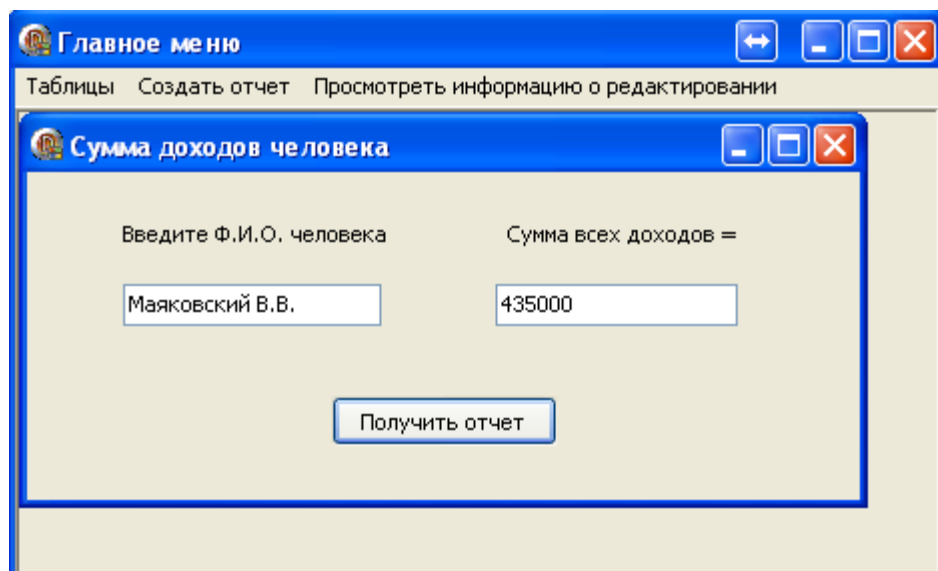 Главное меню
Таблицы Создать отчет Просмотреть информацию о редактировании
Сумма доходов человека
Введите Ф.И.О. человека Сумма всех доходов =
Маяковский В.В. 435000
Получить отчет